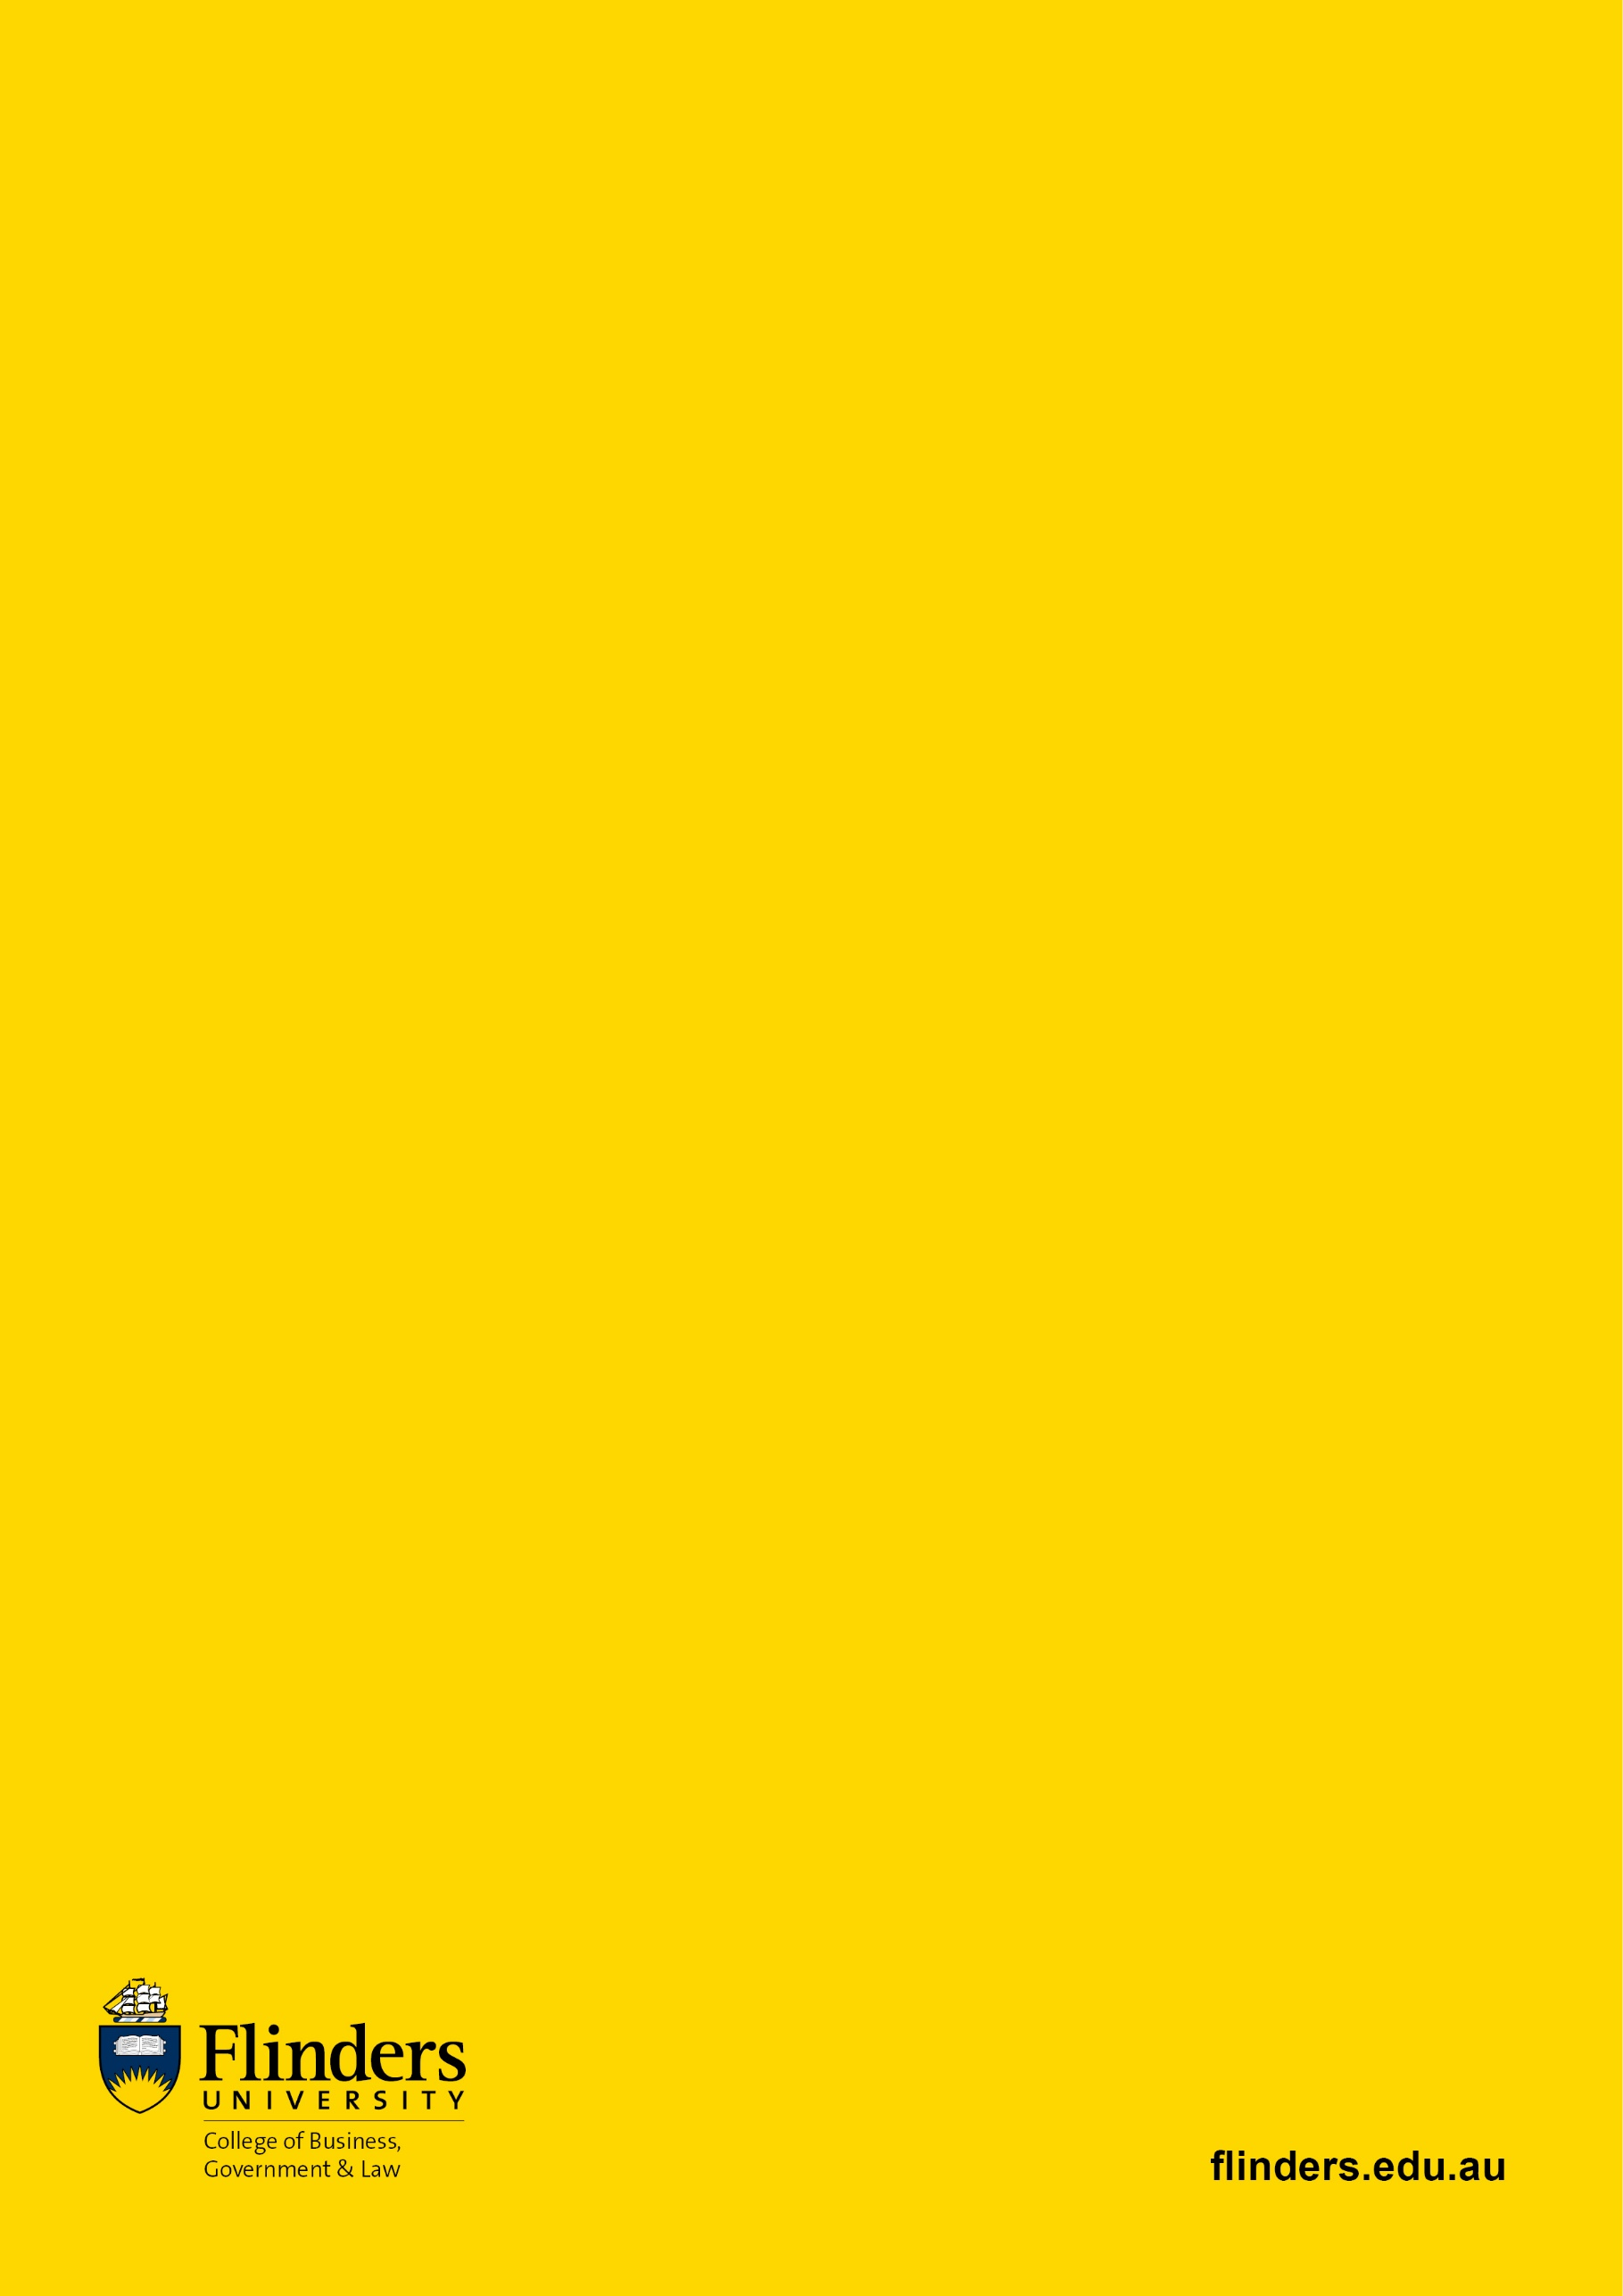 Flinders
UNIVERSITY
College of Business,
Government & Law
flinders.edu.au